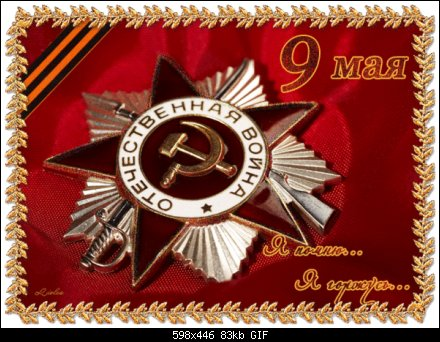 9 мая
ОТЕЧЕСТВЕННАЯ ВОЙНА
Я помню...
Я горжусь...
598x446 83kb GIF